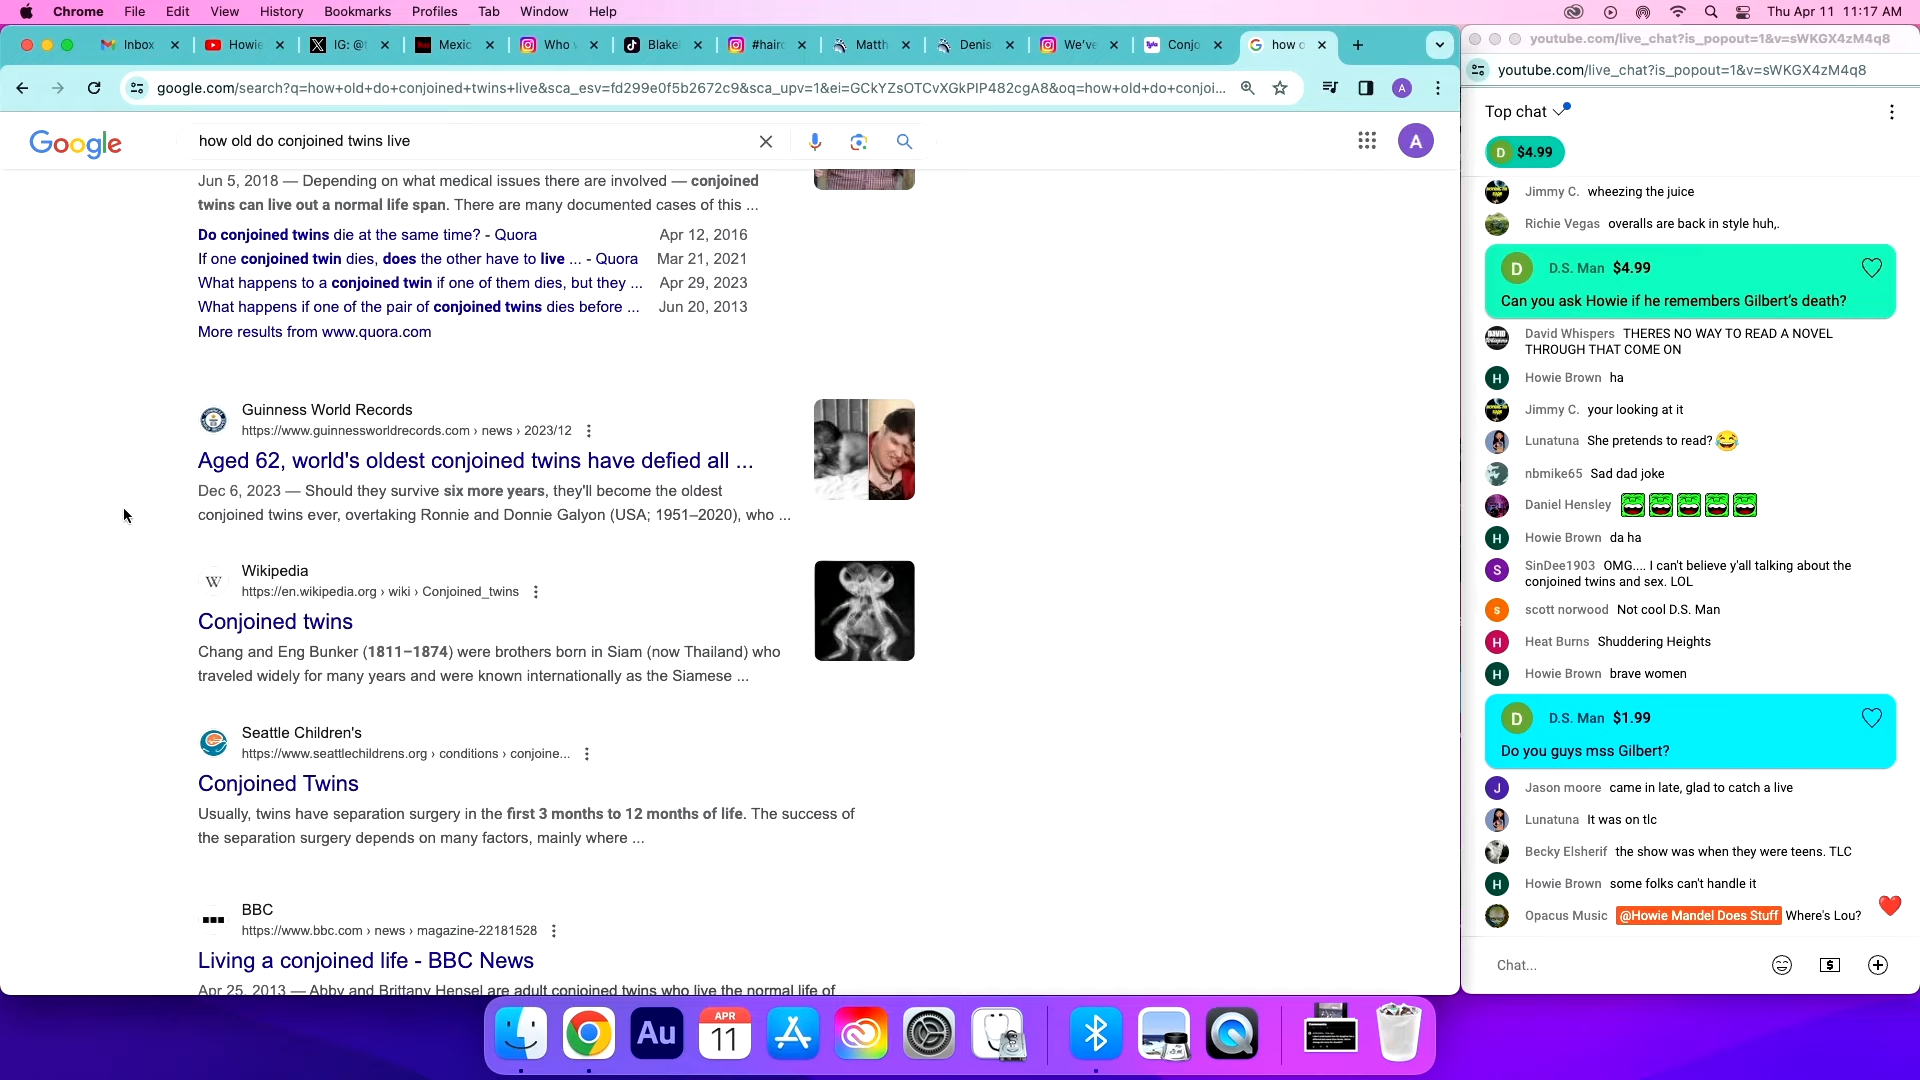 Chrome File Edit View History Bookmarks Profiles Tab Window Help
Thu Apr 11 11:17 AM
Inbox
Howie
IG: @t
Mexic
Who
Blake
#hairc
Matth
Denis
We've
Conjo
how o
google.com/search?q=how+old+do+conjoined+twins+live&sca_esv=fd299e0f5b2672c9&sca_upv=1&ei=GCkYZsOTCvXGkPIP482cgA8&oq=how+old+do+conjoi...
A
Google
how old do conjoined twins live
A
Jun 5, 2018 — Depending on what medical issues there are involved — conjoined
twins can live out a normal life span. There are many documented cases of this ...
Do conjoined twins die at the same time? - Quora Apr 12, 2016
If one conjoined twin dies, does the other have to live ... - Quora Mar 21, 2021
What happens to a conjoined twin if one of them dies, but they ... Apr 29, 2023
What happens if one of the pair of conjoined twins dies before ... Jun 20, 2013
More results from www.quora.com
Guinness World Records
https://www.guinnessworldrecords.com › news › 2023/12
Aged 62, world's oldest conjoined twins have defied all ...
Dec 6, 2023 — Should they survive six more years, they'll become the oldest
conjoined twins ever, overtaking Ronnie and Donnie Galyon (USA; 1951–2020), who ...
W
Wikipedia
https://en.wikipedia.org › wiki › Conjoined_twins
Conjoined twins
Chang and Eng Bunker (1811–1874) were brothers born in Siam (now Thailand) who
traveled widely for many years and were known internationally as the Siamese ...
Seattle Children's
https://www.seattlechildrens.org › conditions › conjoine...
Conjoined Twins
Usually, twins have separation surgery in the first 3 months to 12 months of life. The success of
the separation surgery depends on many factors, mainly where ...
BBC
https://www.bbc.com › news › magazine-22181528
Living a conjoined life - BBC News
Apr 25, 2013 — Abby and Brittany Hensel are adult conjoined twins who live the normal life of
youtube.com/live_chat?is_popout=1&v=sWKGX4zM4q8
youtube.com/live_chat?is_popout=1&v=sWKGX4zM4q8
Top chat
D $4.99
Jimmy C. wheezing the juice
Richie Vegas overalls are back in style huh,.
D D.S. Man $4.99
Can you ask Howie if he remembers Gilbert's death?
David Whispers THERES NO WAY TO READ A NOVEL
THROUGH THAT COME ON
H Howie Brown ha
Jimmy C. your looking at it
Lunatuna She pretends to read? 😂
nbmike65 Sad dad joke
Daniel Hensley
H Howie Brown da ha
S SinDee1903 OMG.... I can't believe y'all talking about the
conjoined twins and sex. LOL
s scott norwood Not cool D.S. Man
H Heat Burns Shuddering Heights
H Howie Brown brave women
D D.S. Man $1.99
Do you guys mss Gilbert?
J Jason moore came in late, glad to catch a live
Lunatuna It was on tlc
Becky Elsherif the show was when they were teens. TLC
H Howie Brown some folks can't handle it
Opacus Music @Howie Mandel Does Stuff Where's Lou?
Chat...
Au
APR
11